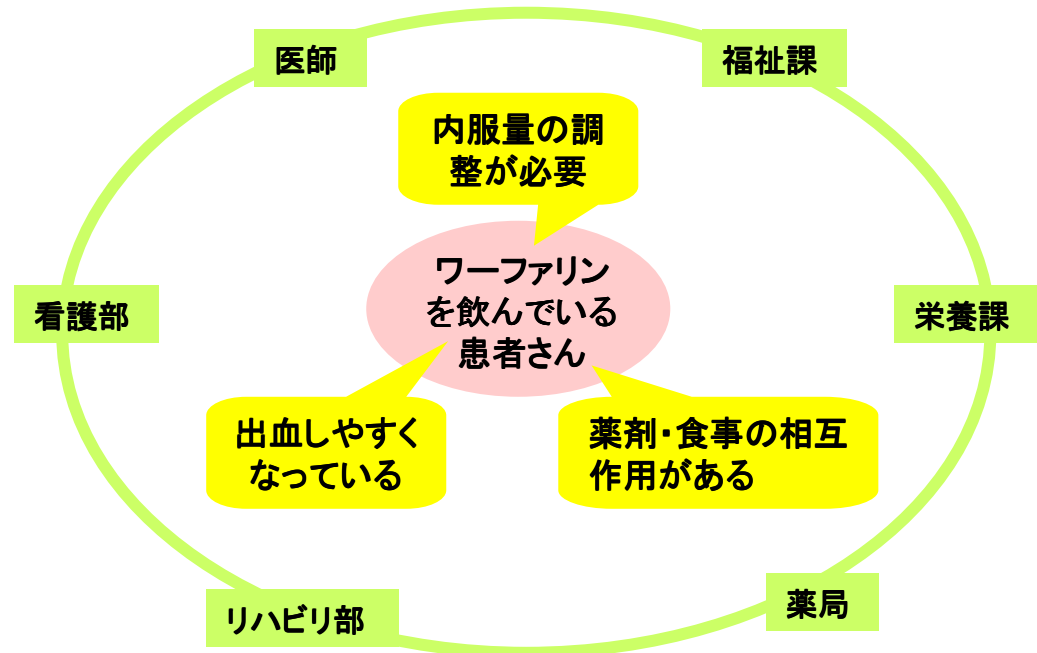 医師
福祉課
内服量の調
整が必要
ワーファリン
を飲んでいる
患者さん
看護部
栄養課
出血しやすく
なっている
薬剤・食事の相互
作用がある
リハビリ部
薬局